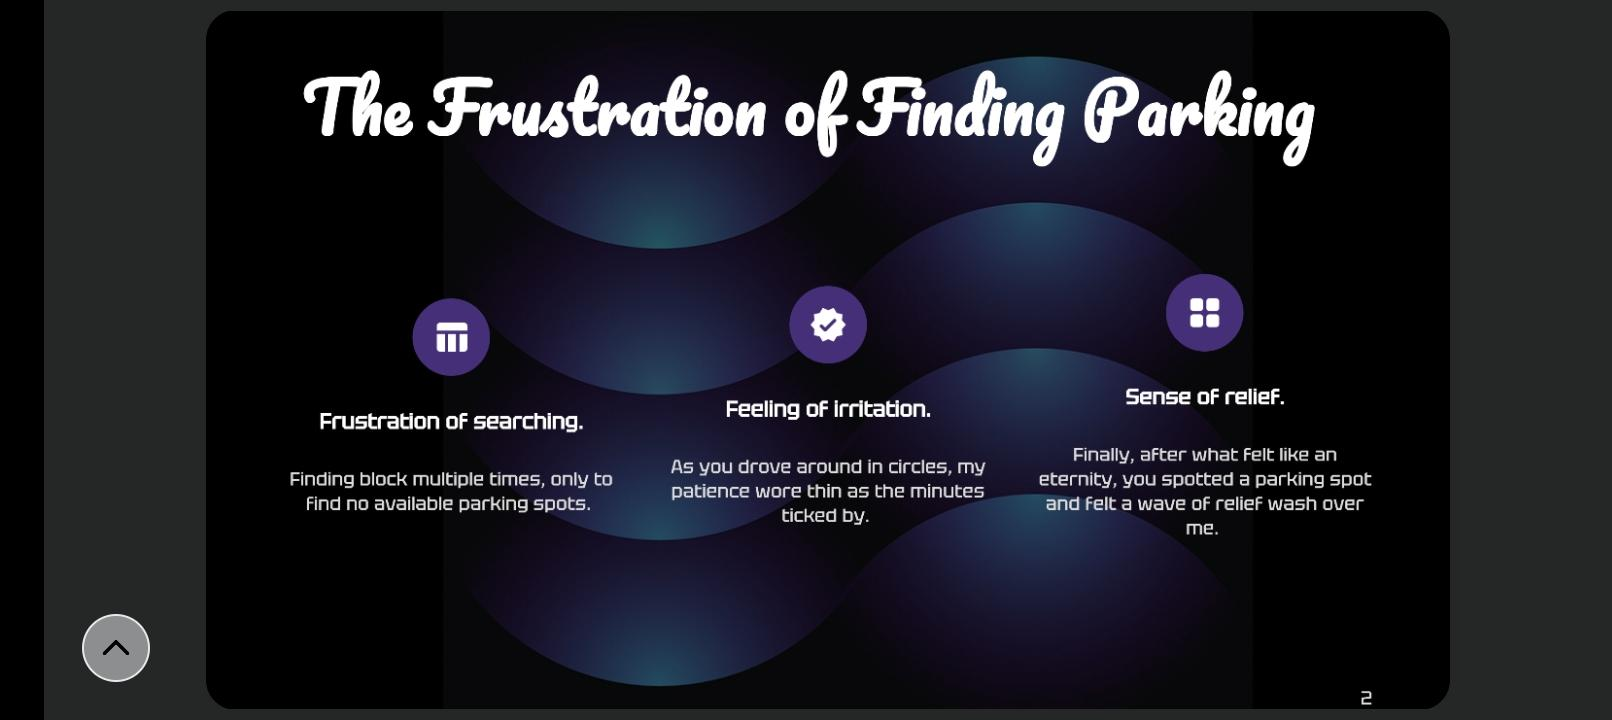 The Frustration of Finding Parking
Frustration of searching.
Finding block multiple times, only to
find no available parking spots.
Feeling of irritation.
As you drove around in circles, my
patience wore thin as the minutes
ticked by.
Sense of relief.
Finally, after what felt like an
eternity, you spotted a parking spot
and felt a wave of relief wash over
me.
2